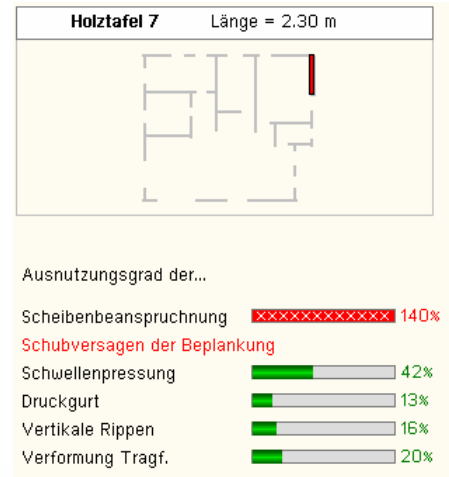 Holztafel 7 Länge = 2.30 m
Ausnutzungsgrad der...
Scheibenbeanspruchnung 140%
Schubversagen der Beplankung
Schwellenpressung 42%
Druckgurt 13%
Vertikale Rippen 16%
Verformung Tragf. 20%